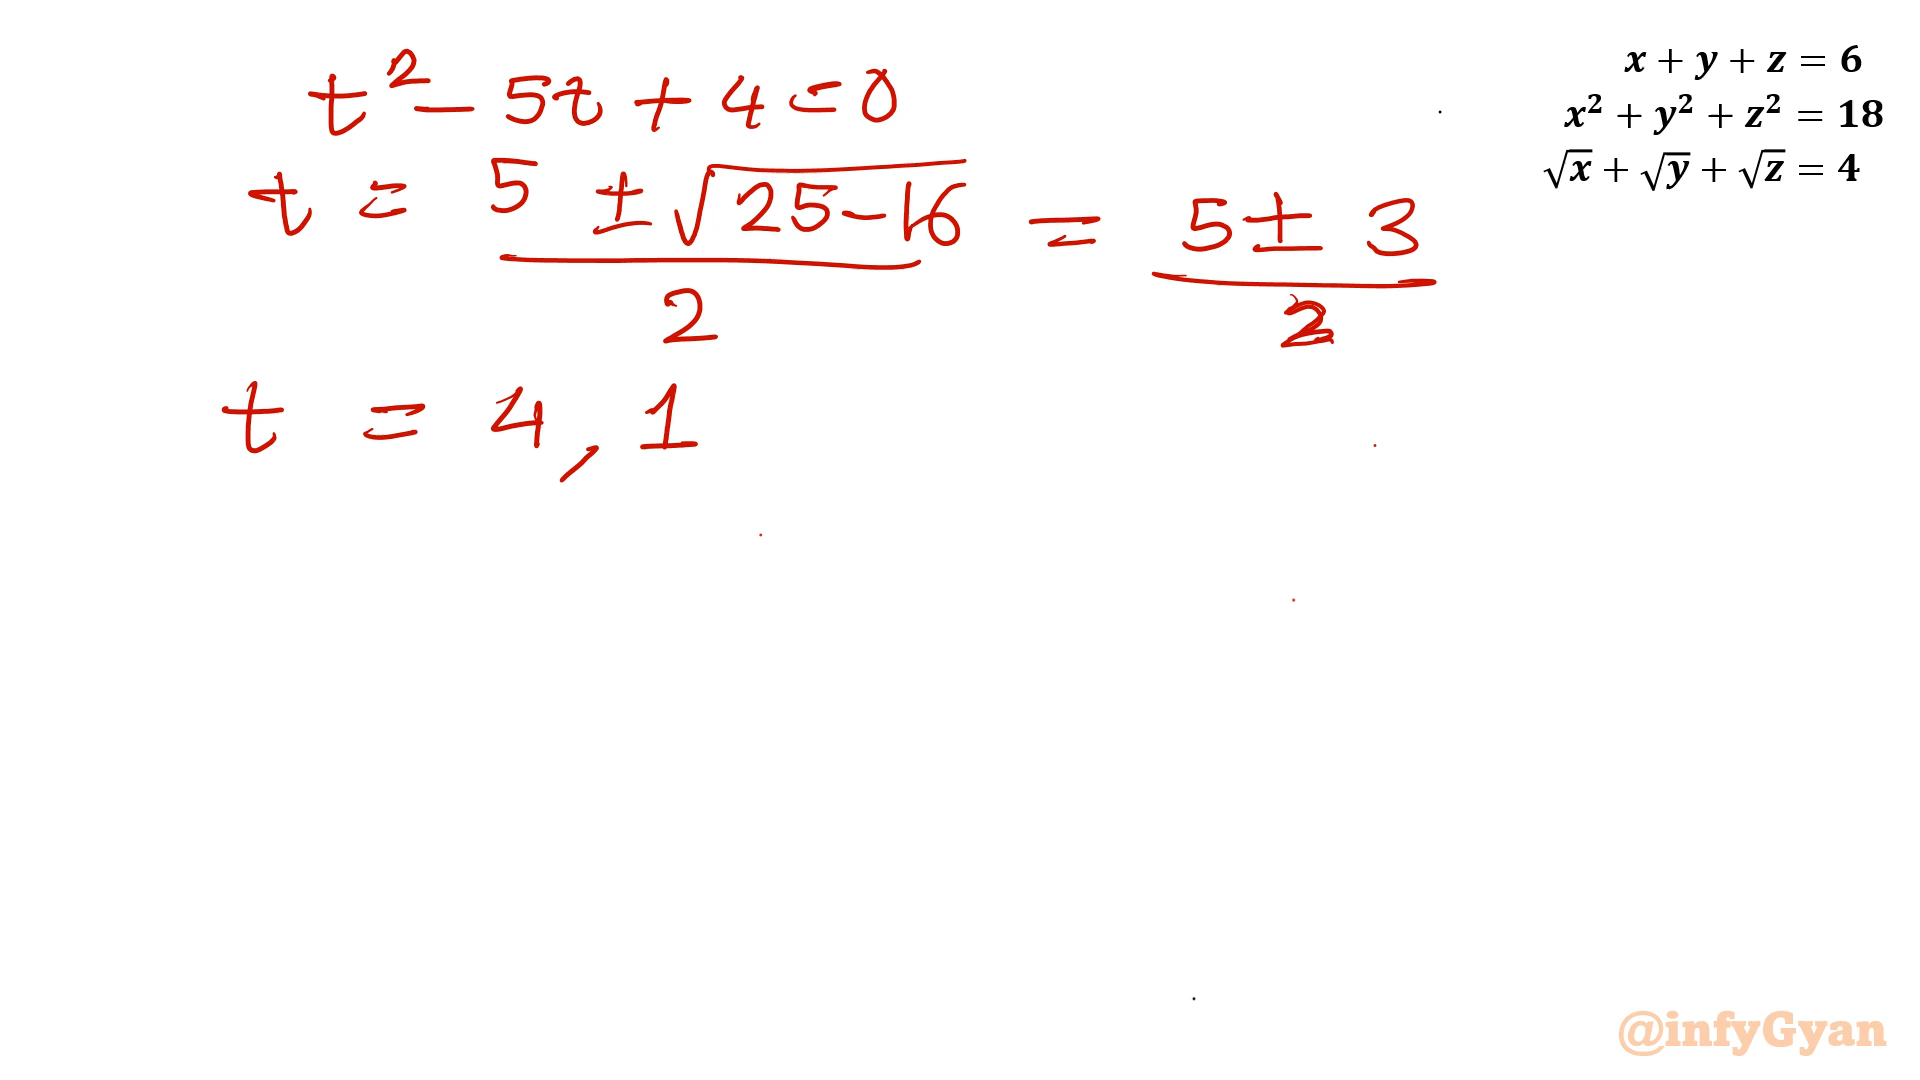 t² - 5t + 4 = 0
t = 5 ± √25-16 / 2 = 5 ± 3 / 2
t = 4, 1
x + y + z = 6
x² + y² + z² = 18
√x + √y + √z = 4
@infyGyan